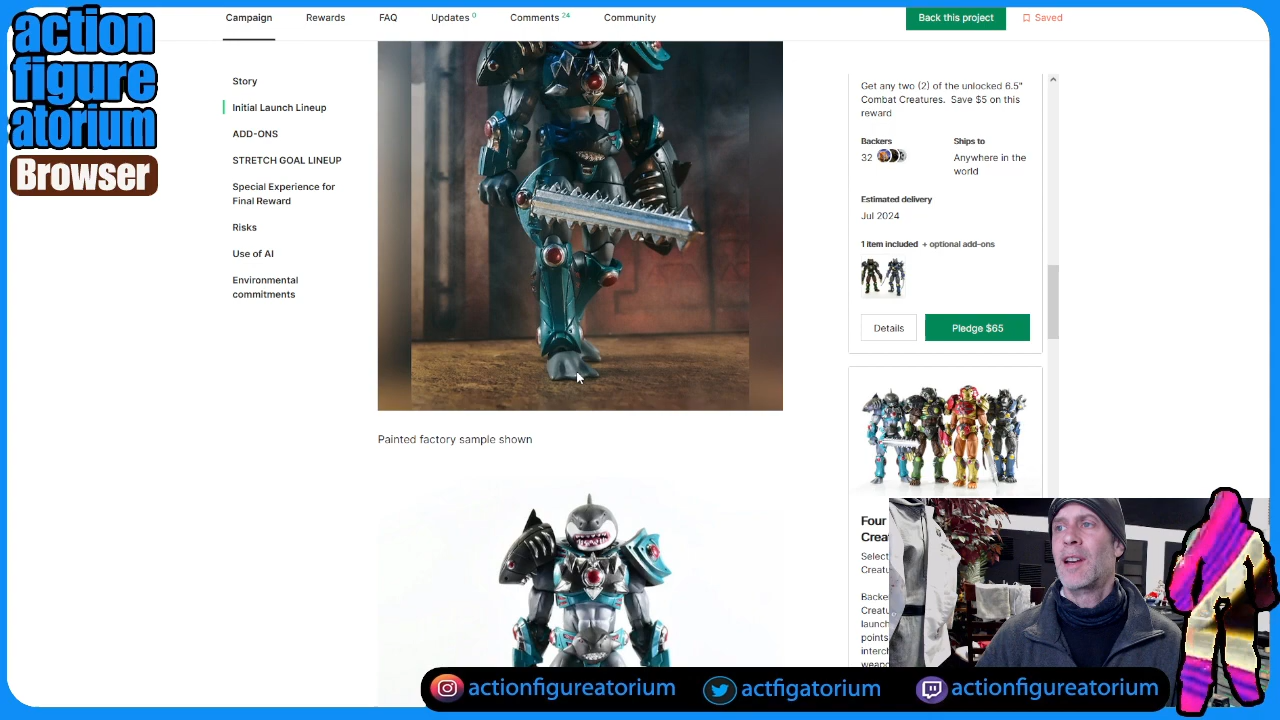 action
figure
atorium
Browser
Campaign
Rewards
FAQ
Updates 0
Comments 24
Community
Back this project
Saved
Story
Initial Launch Lineup
ADD-ONS
STRETCH GOAL LINEUP
Special Experience for
Final Reward
Risks
Use of AI
Environmental
commitments
Painted factory sample shown
Get any two (2) of the unlocked 6.5"
Combat Creatures. Save $5 on this
reward
Backers
32
Ships to
Anywhere in the
world
Estimated delivery
Jul 2024
1 item included + optional add-ons
Details
Pledge $65
Four
Select
actionfigureatorium
actfigatorium
actionfigureatorium